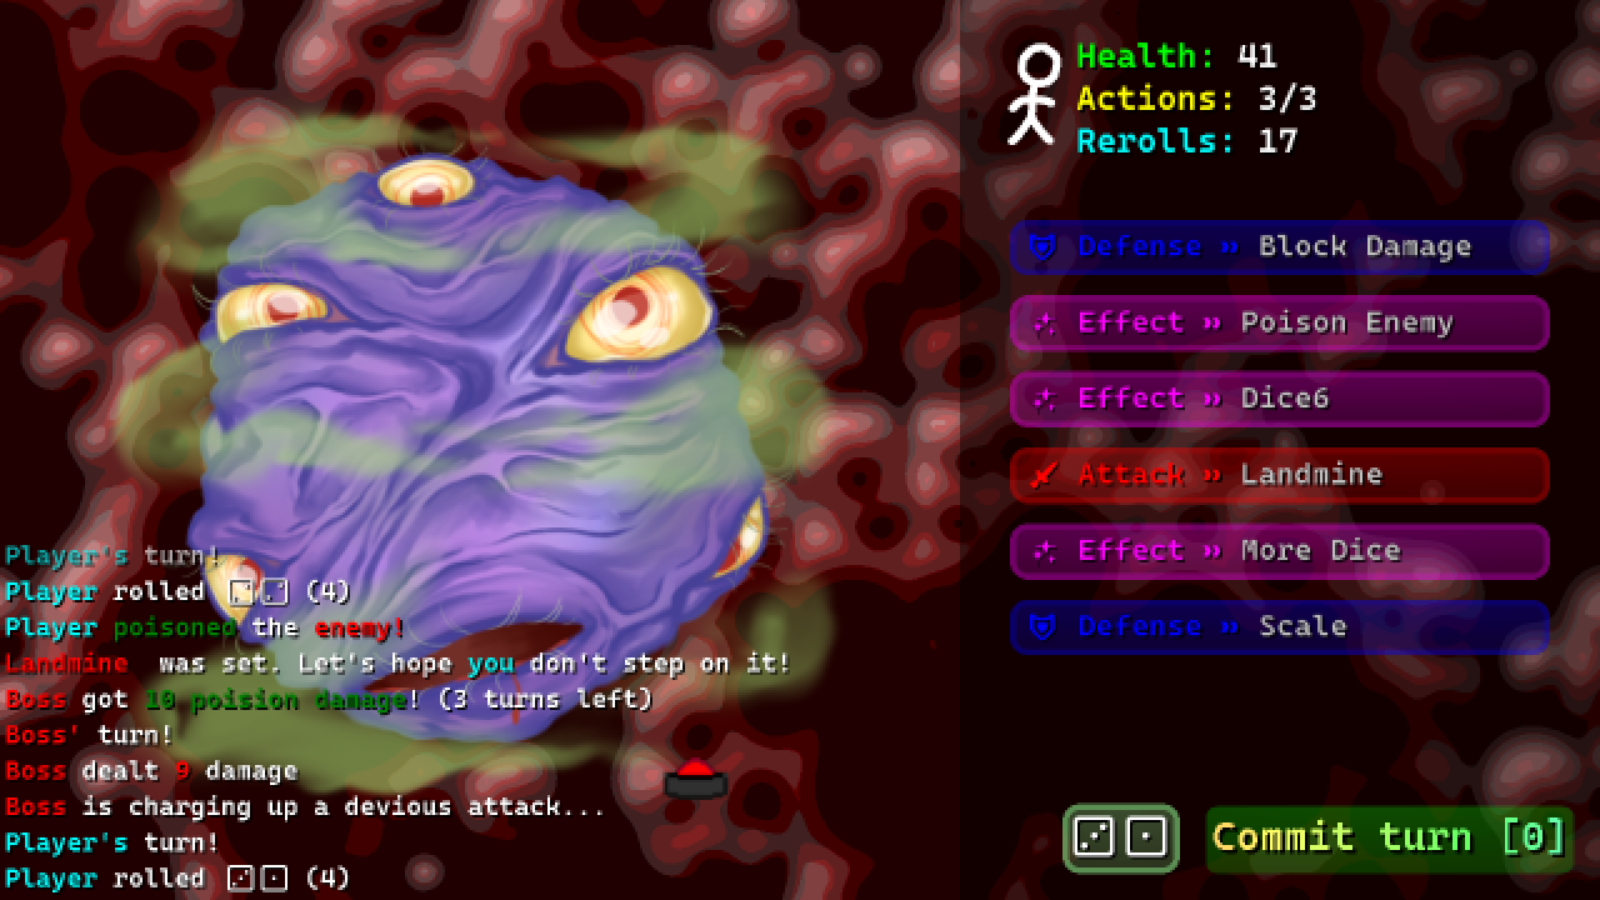 Health: 41
Actions: 3/3
Rerolls: 17
Defense » Block Damage
Effect » Poison Enemy
Effect » Dice6
Attack » Landmine
Effect » More Dice
Defense » Scale
Player's turn!
Player rolled (4)
Player poisoned the enemy!
Landmine was set. Let's hope you don't step on it!
Boss got 10 poision damage! (3 turns left)
Boss' turn!
Boss dealt 9 damage
Boss is charging up a devious attack...
Player's turn!
Player rolled (4)
Commit turn [0]